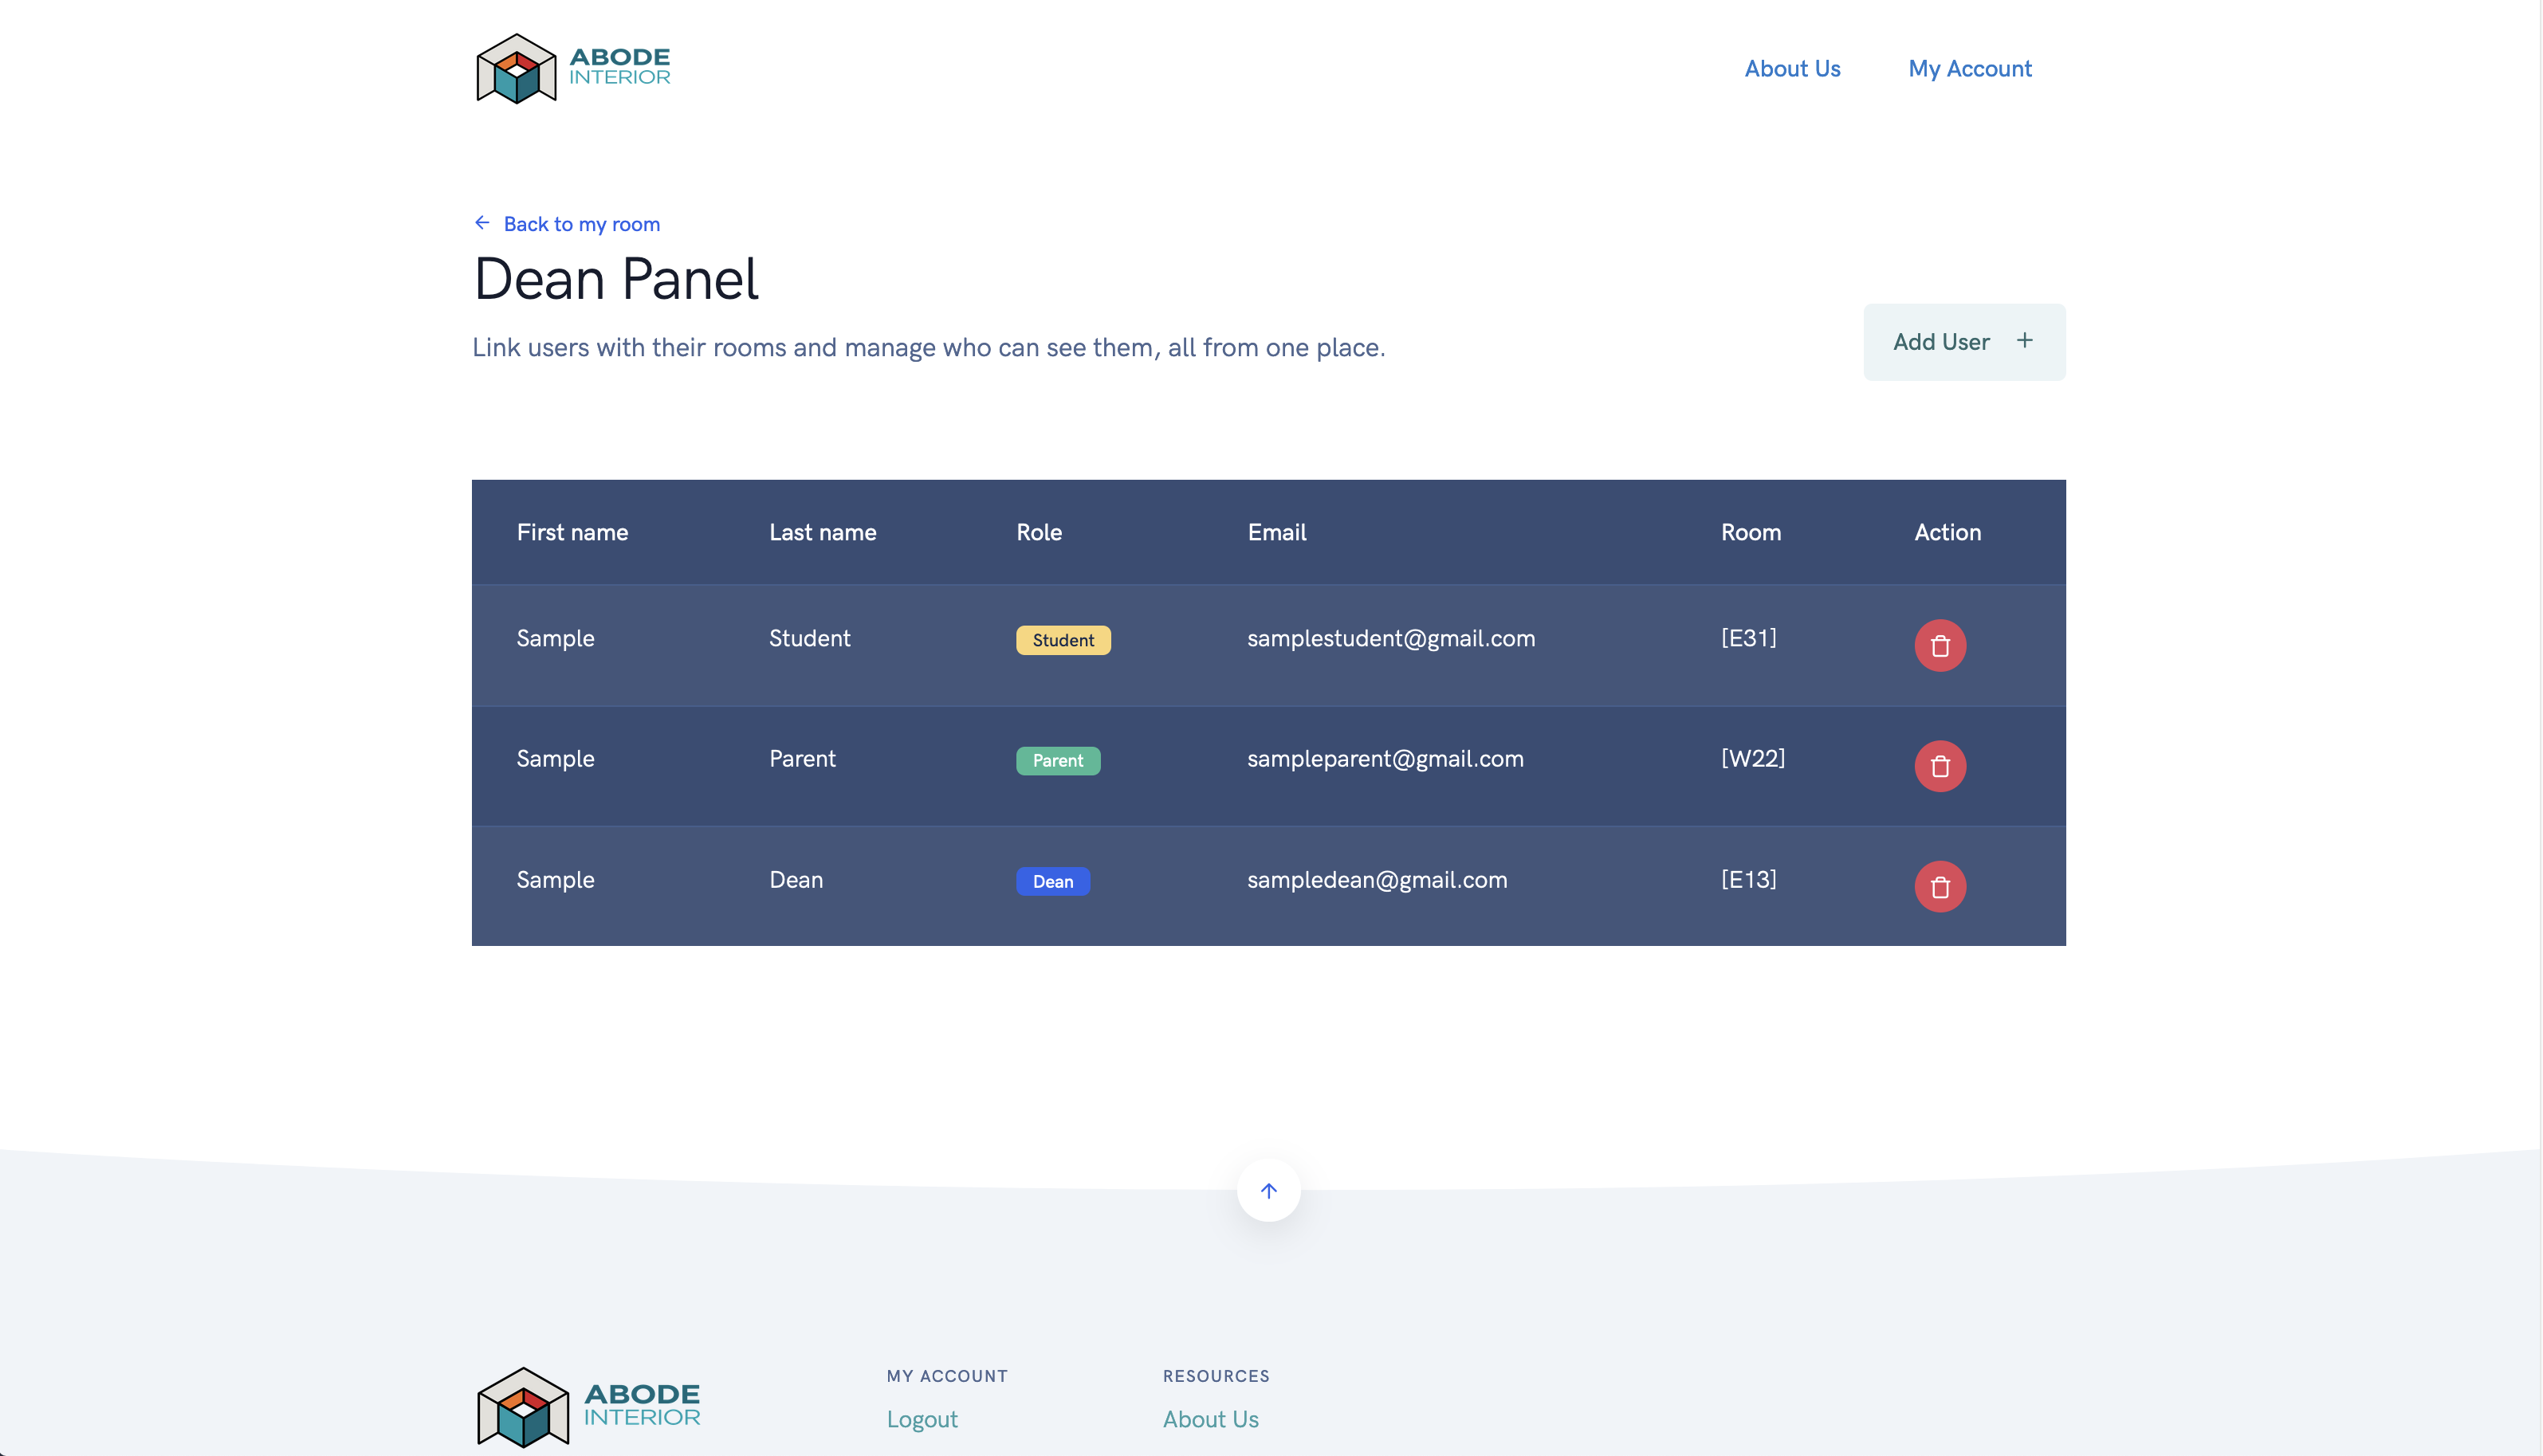 ABODE
INTERIOR
About Us My Account
Back to my room
Dean Panel
Link users with their rooms and manage who can see them, all from one place.
Add User +
First name Last name Role Email Room Action
Sample Student Student samplestudent@gmail.com [E31]
Sample Parent Parent sampleparent@gmail.com [W22]
Sample Dean Dean sampledean@gmail.com [E13]
ABODE
INTERIOR
MY ACCOUNT
Logout
RESOURCES
About Us